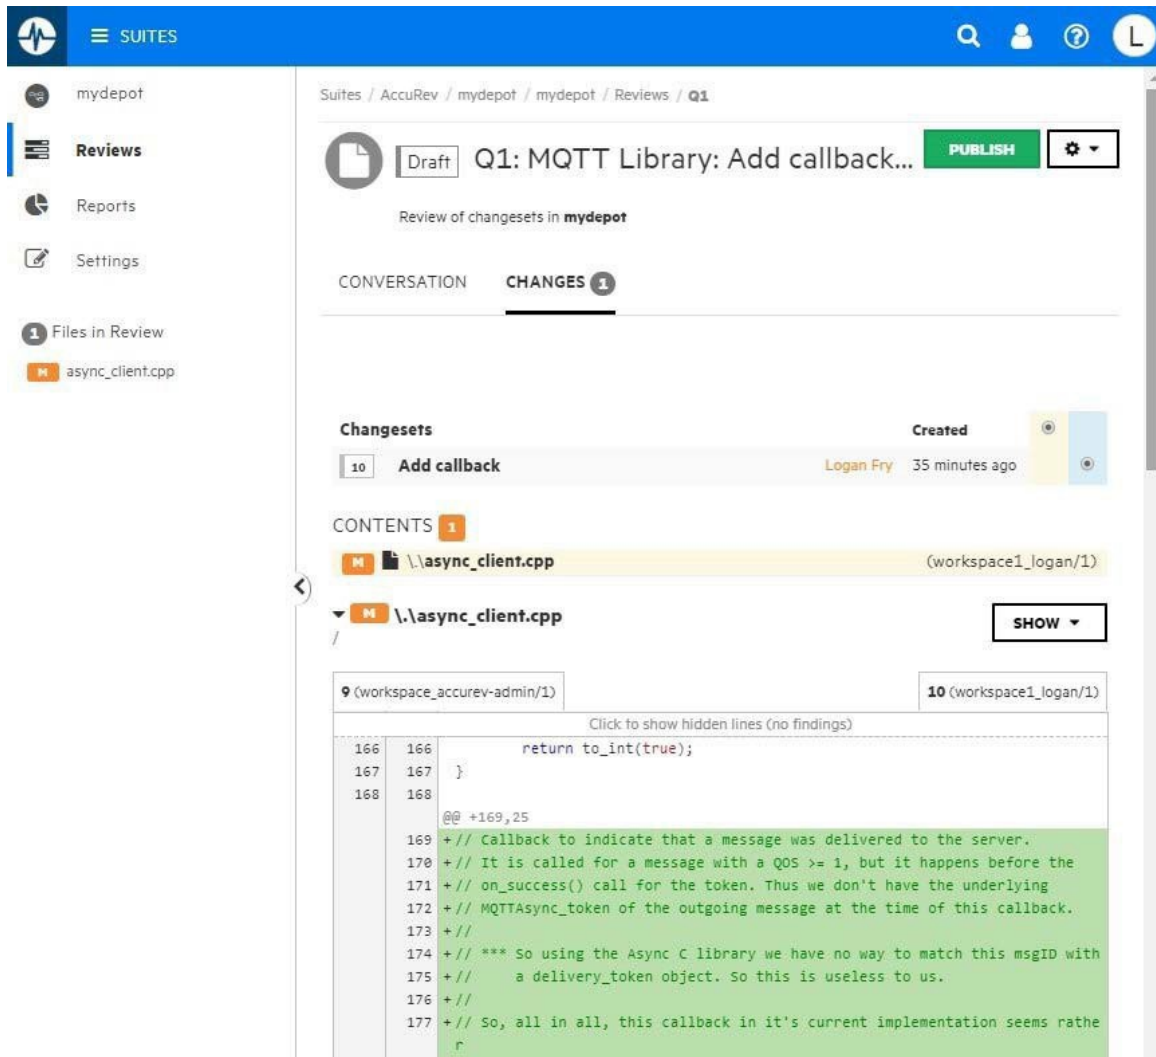 SUITES
L
mydepot
Reviews
Reports
Settings
1 Files in Review
M async_client.cpp
Suites / AccuRev / mydepot / mydepot / Reviews / Q1
Draft Q1: MQTT Library: Add callback... PUBLISH
Review of changesets in mydepot
CONVERSATION CHANGES 1
Changesets Created
10 Add callback Logan Fry 35 minutes ago
CONTENTS 1
M \.\async_client.cpp (workspace1_logan/1)
M \.\async_client.cpp SHOW
/
9 (workspace_accurev-admin/1) 10 (workspace1_logan/1)
Click to show hidden lines (no findings)
166 166 return to_int(true);
167 167 }
168 168
@@ +169,25
169 +// Callback to indicate that a message was delivered to the server.
170 +// It is called for a message with a QOS >= 1, but it happens before the
171 +// on_success() call for the token. Thus we don't have the underlying
172 +// MQTTAsync_token of the outgoing message at the time of this callback.
173 +//
174 +// *** So using the Async C library we have no way to match this msgID with
175 +// a delivery_token object. So this is useless to us.
176 +//
177 +// So, all in all, this callback in it's current implementation seems rathe
r